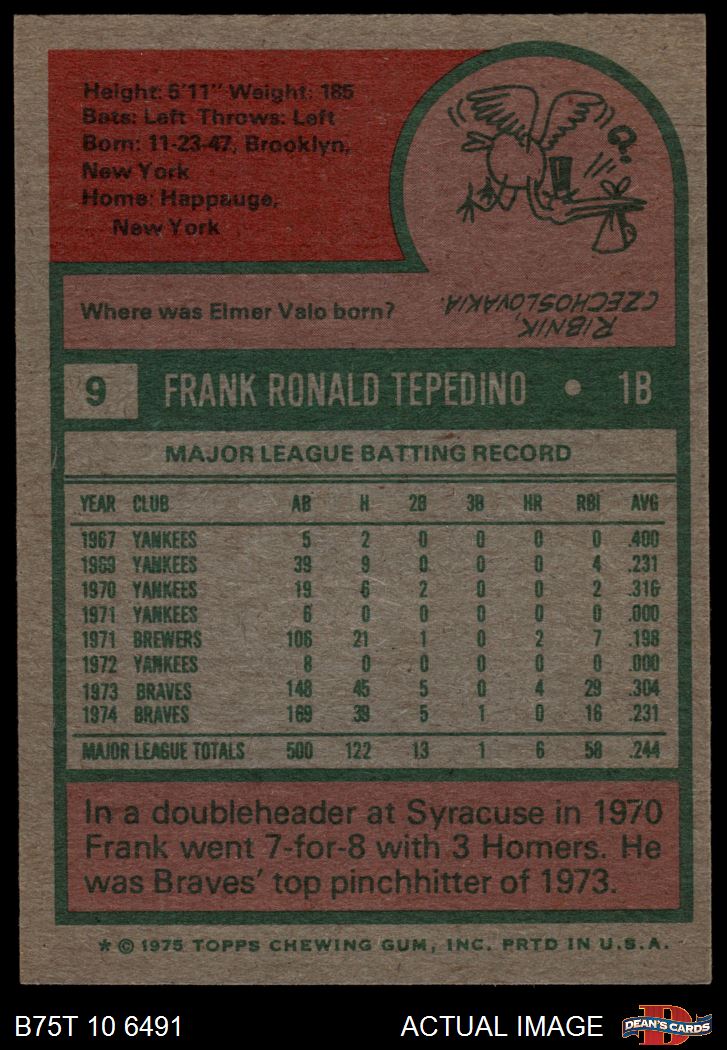 Height: 5'11" Weight: 185
Bats: Left Throws: Left
Born: 11-23-47, Brooklyn,
New York
Home: Happauge,
New York
Q.
Where was Elmer Valo born?
RIBNIK,
CZECHOSLOVAKIA.
9 FRANK RONALD TEPEDINO • 1B
MAJOR LEAGUE BATTING RECORD
YEAR CLUB AB H 2B 3B HR RBI AVG
1967 YANKEES 5 2 0 0 0 0 .400
1969 YANKEES 39 9 0 0 0 4 .231
1970 YANKEES 19 6 2 0 0 2 .316
1971 YANKEES 6 0 0 0 0 0 .000
1971 BREWERS 106 21 1 0 2 7 .198
1972 YANKEES 8 0 0 0 0 0 .000
1973 BRAVES 148 45 5 0 4 29 .304
1974 BRAVES 169 39 5 1 0 16 .231
MAJOR LEAGUE TOTALS 500 122 13 1 6 58 .244
In a doubleheader at Syracuse in 1970
Frank went 7-for-8 with 3 Homers. He
was Braves' top pinchhitter of 1973.
* © 1975 TOPPS CHEWING GUM, INC. PRTD IN U.S.A.
B75T 10 6491 ACTUAL IMAGE D DEAN'S CARDS